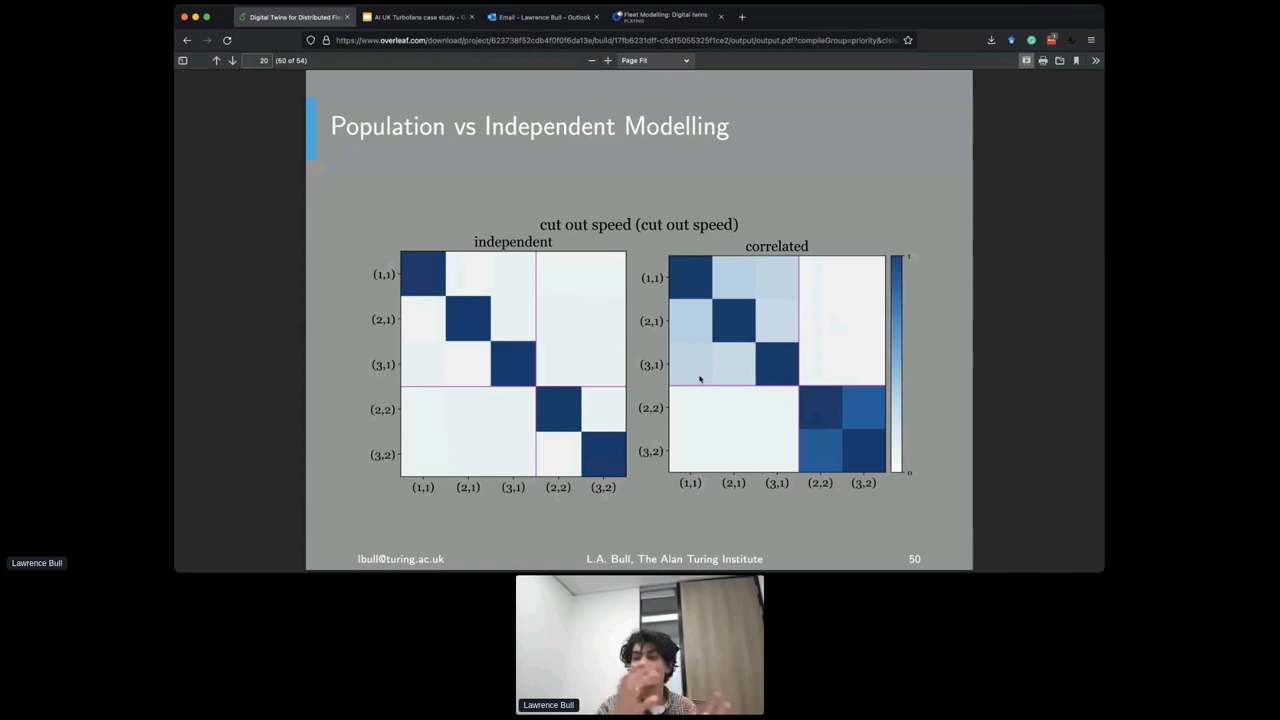 Digital Twins for Distributed Fle
AI UK Turbofans case study - G
Email - Lawrence Bull - Outlook
Fleet Modelling: Digital twins
PLAYING
20 (50 of 54)
Page Fit
Population vs Independent Modelling
cut out speed (cut out speed)
independent
correlated
(1,1)
(2,1)
(3,1)
(2,2)
(3,2)
(1,1) (2,1) (3,1) (2,2) (3,2)
(1,1)
(2,1)
(3,1)
(2,2)
(3,2)
(1,1) (2,1) (3,1) (2,2) (3,2)
1
0
lbull@turing.ac.uk
L.A. Bull, The Alan Turing Institute
50
Lawrence Bull
Lawrence Bull